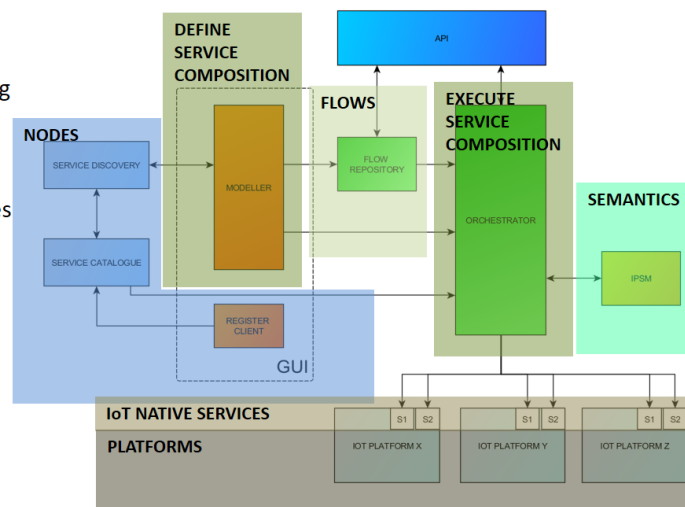 DEFINE
SERVICE
COMPOSITION
API
g
FLOWS
EXECUTE
SERVICE
COMPOSITION
NODES
SERVICE DISCOVERY
MODELLER
FLOW
REPOSITORY
es
SEMANTICS
ORCHESTRATOR
SERVICE CATALOGUE
IPSM
REGISTER
CLIENT
GUI
IoT NATIVE SERVICES
S1 S2 S1 S2 S1 S2
PLATFORMS
IOT PLATFORM X IOT PLATFORM Y IOT PLATFORM Z